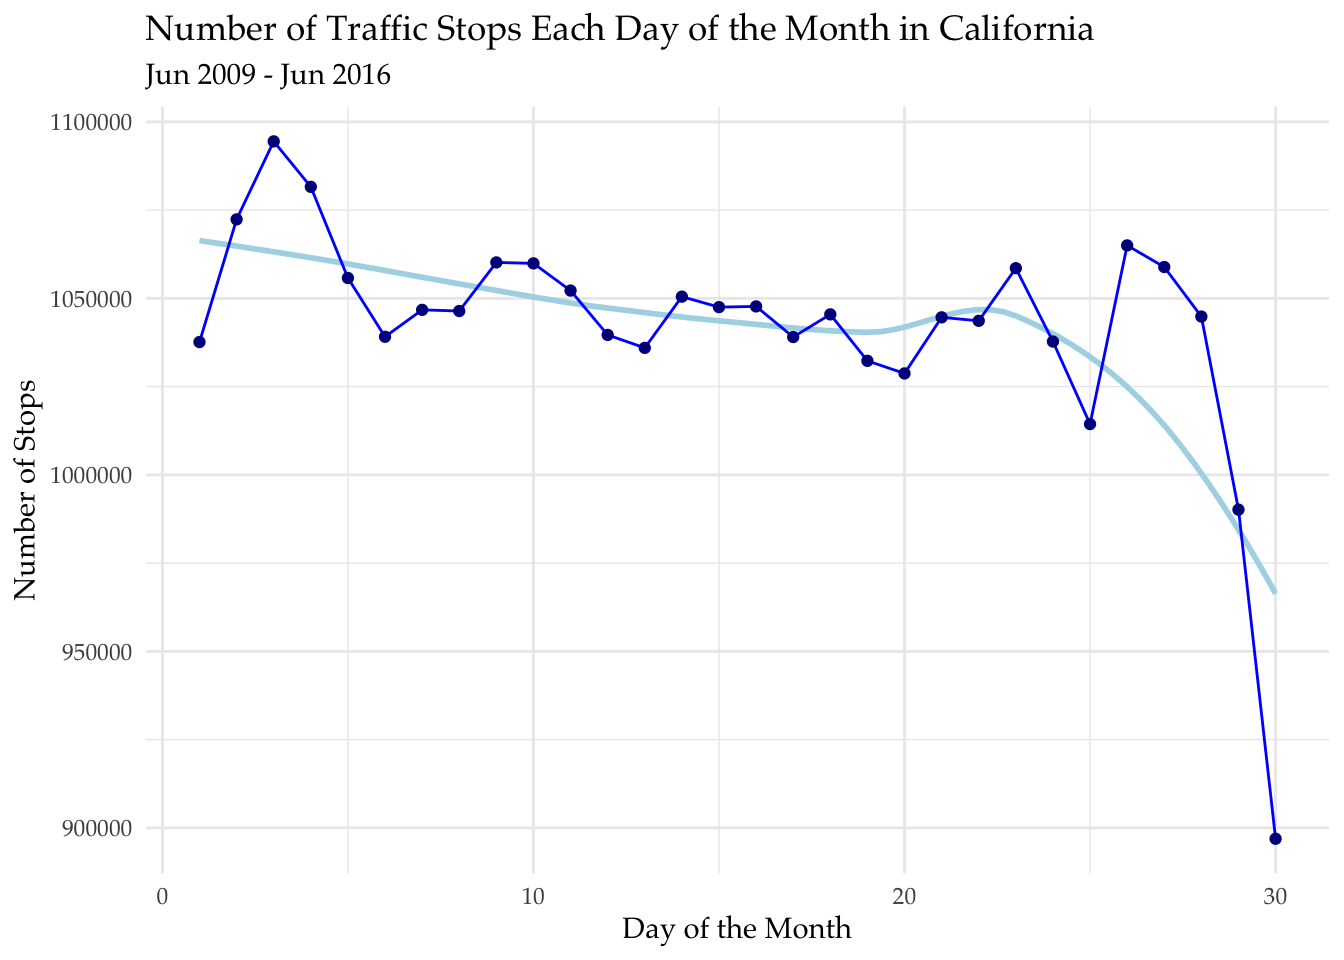 Number of Traffic Stops Each Day of the Month in California
Jun 2009 - Jun 2016
1100000
1050000
1000000
950000
900000
Number of Stops
0 10 20 30
Day of the Month